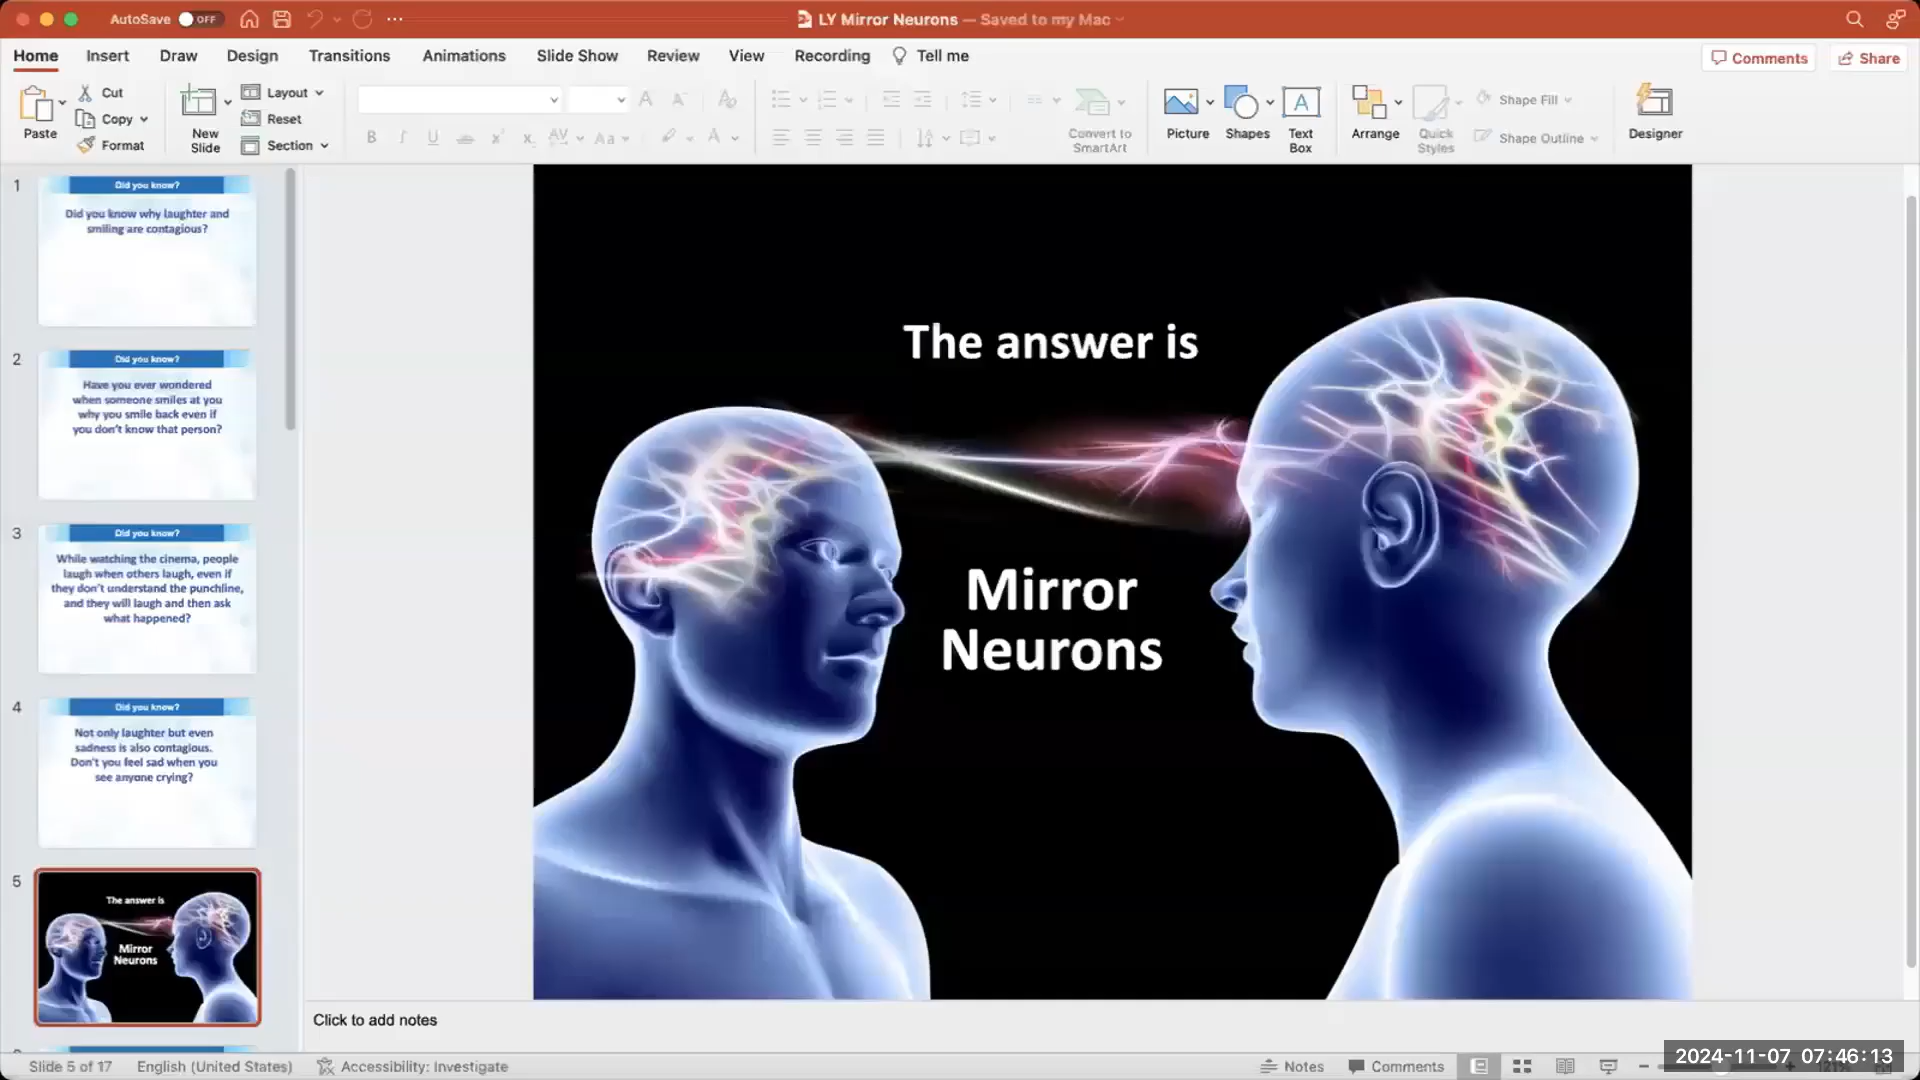 AutoSave OFF
LY Mirror Neurons — Saved to my Mac
Home Insert Draw Design Transitions Animations Slide Show Review View Recording Tell me
Comments Share
Paste
Cut
Copy
Format
New
Slide
Layout
Reset
Section
Convert to
SmartArt
Picture
Shapes
Text
Box
Arrange
Quick
Styles
Shape Fill
Shape Outline
Designer
1
Did you know?
Did you know why laughter and
smiling are contagious?
2
Did you know?
Have you ever wondered
when someone smiles at you
why you smile back even if
you don't know that person?
3
Did you know?
While watching the cinema, people
laugh when others laugh, even if
they don't understand the punchline,
and they will laugh and then ask
what happened?
4
Did you know?
Not only laughter but even
sadness is also contagious.
Don't you feel sad when you
see anyone crying?
5
The answer is
Mirror
Neurons
The answer is
Mirror
Neurons
Click to add notes
Slide 5 of 17 English (United States) Accessibility: Investigate Notes Comments
2024-11-07 07:46:13